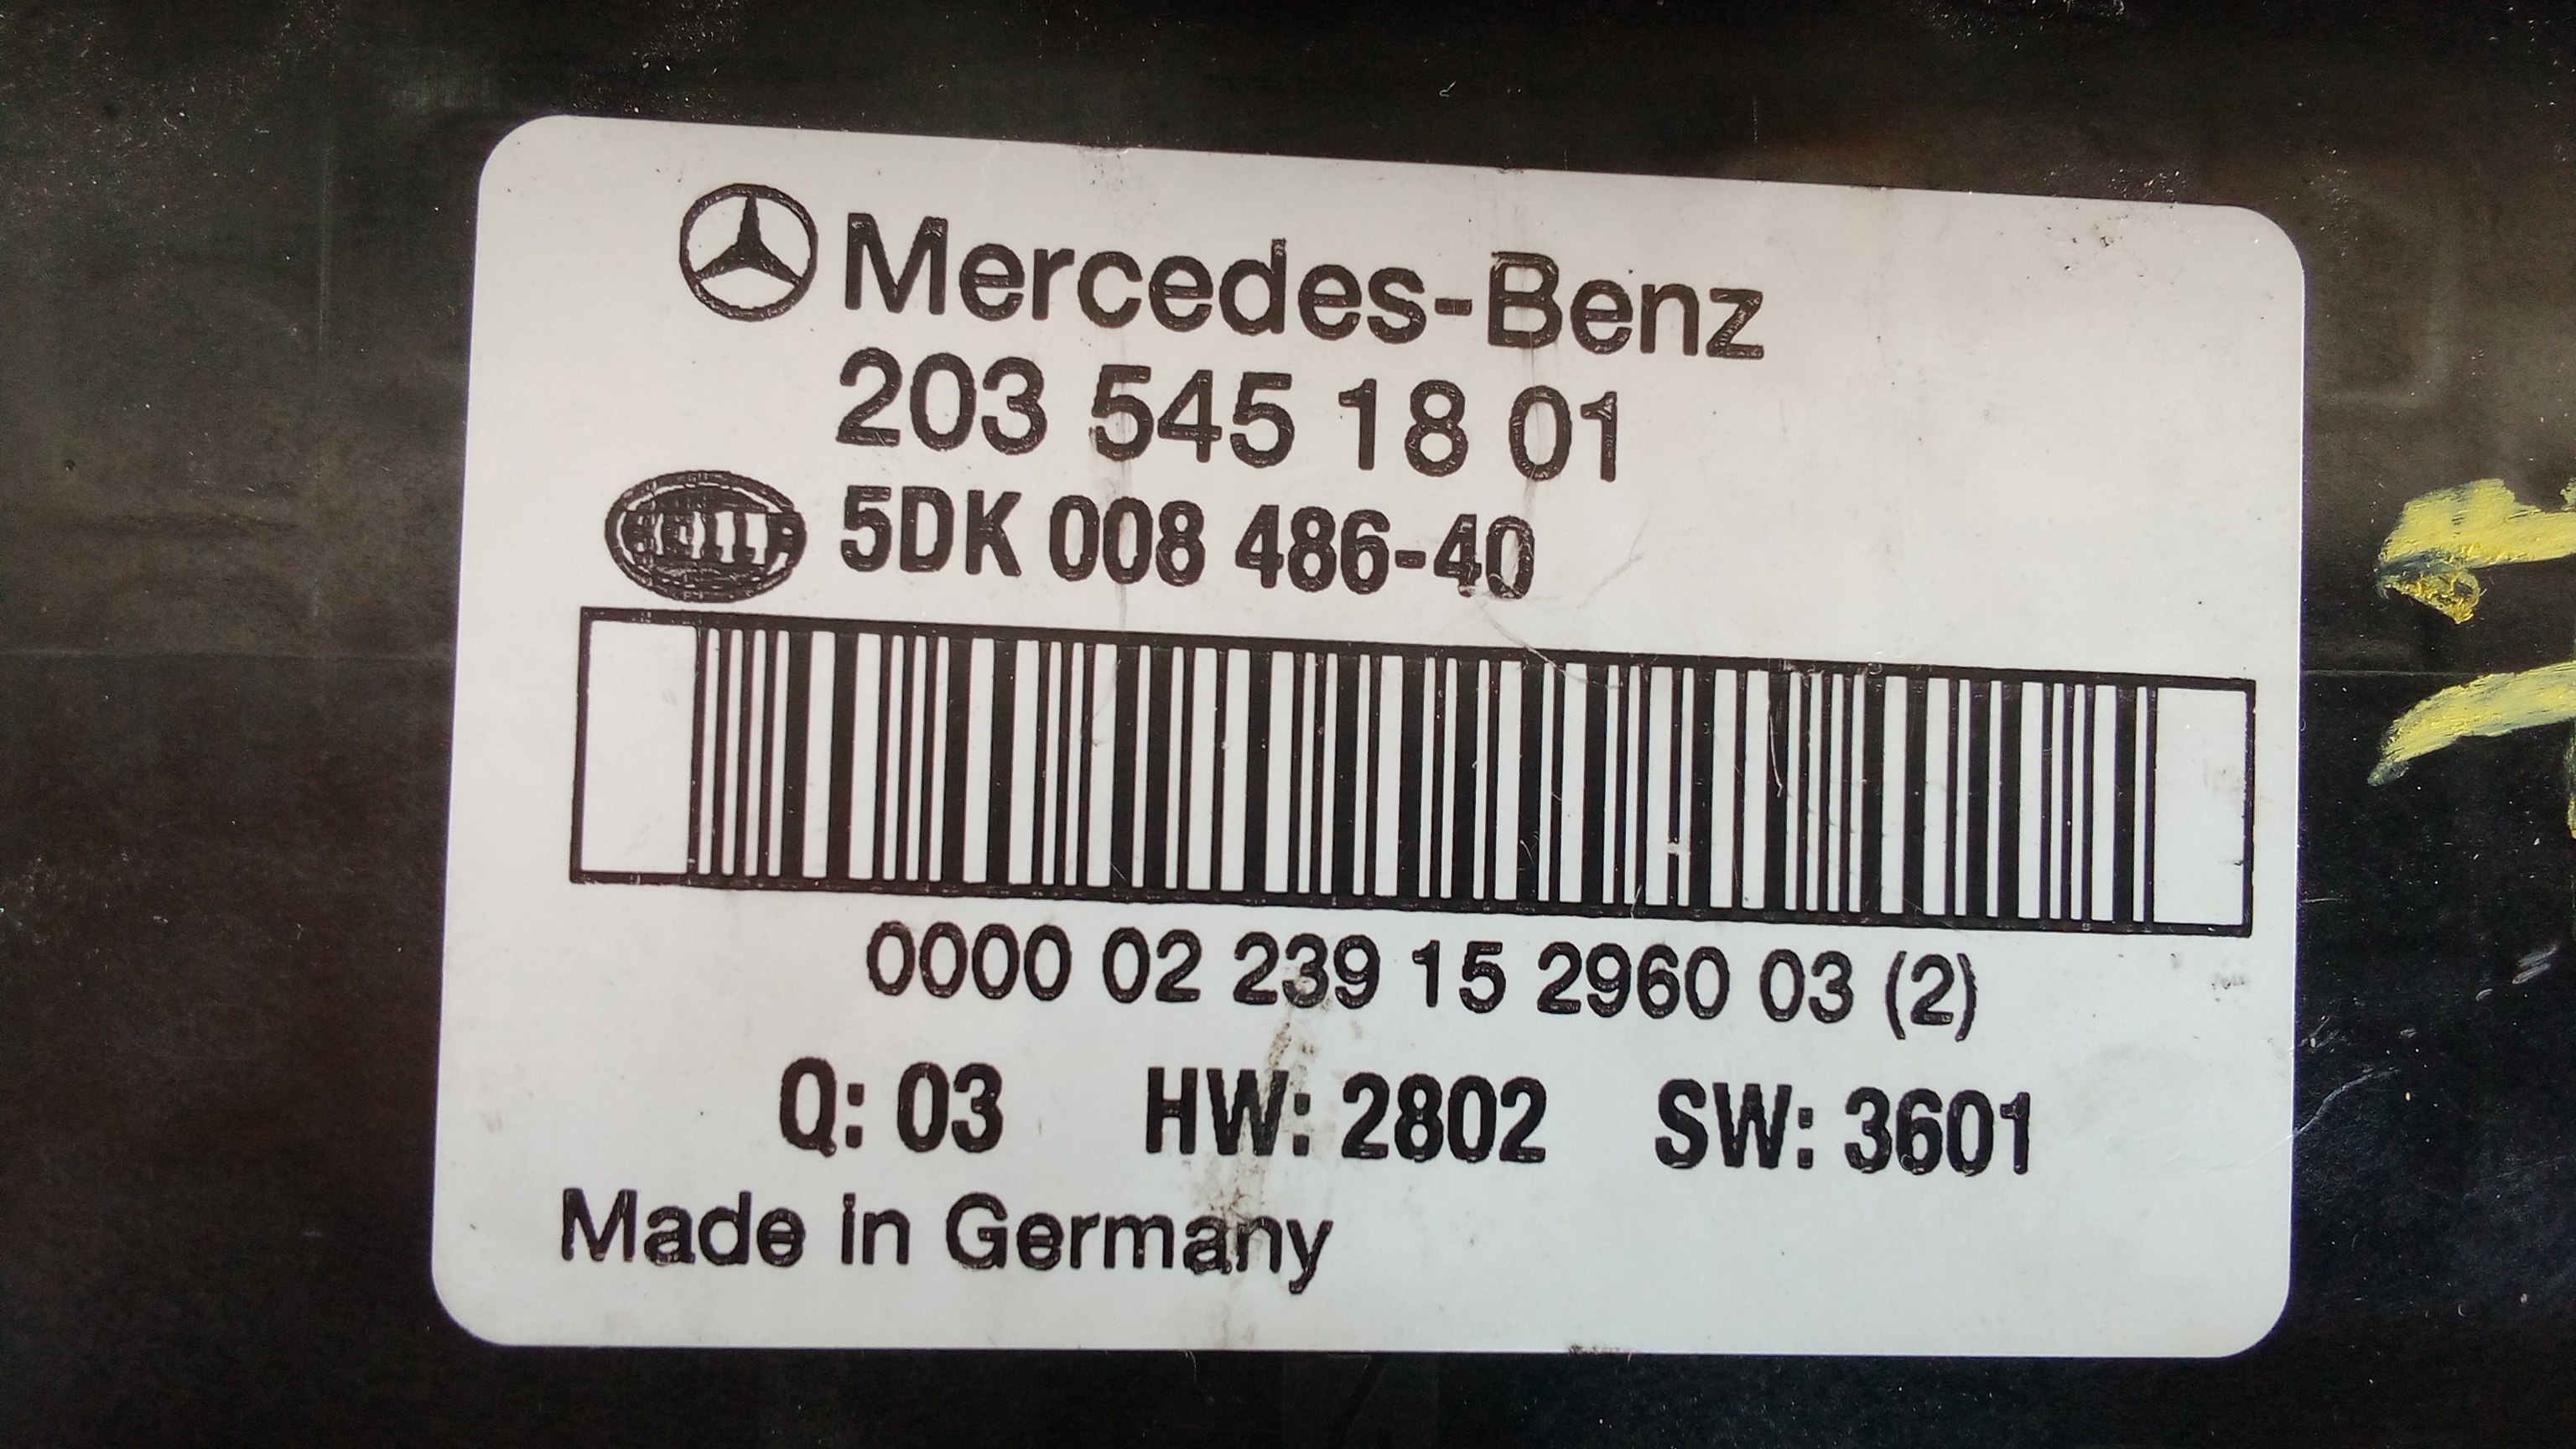 Mercedes-Benz
203 545 18 01
HELLA 5DK 008 486-40
0000 02 239 15 2960 03 (2)
Q: 03 HW: 2802 SW: 3601
Made in Germany